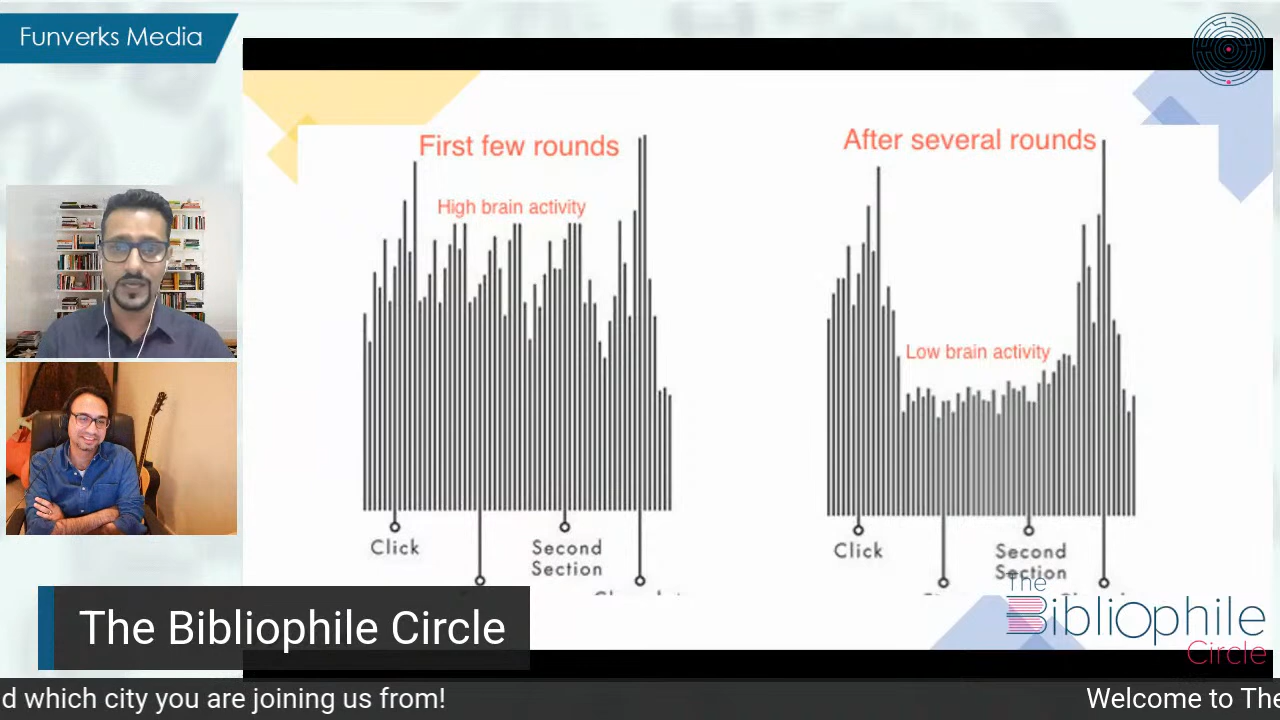 Funverks Media
First few rounds
High brain activity
Click
Second
Section
After several rounds
Low brain activity
Click
Second
Section
The Bibliophile Circle
The
Bibliophile
Circle
d which city you are joining us from!
Welcome to The